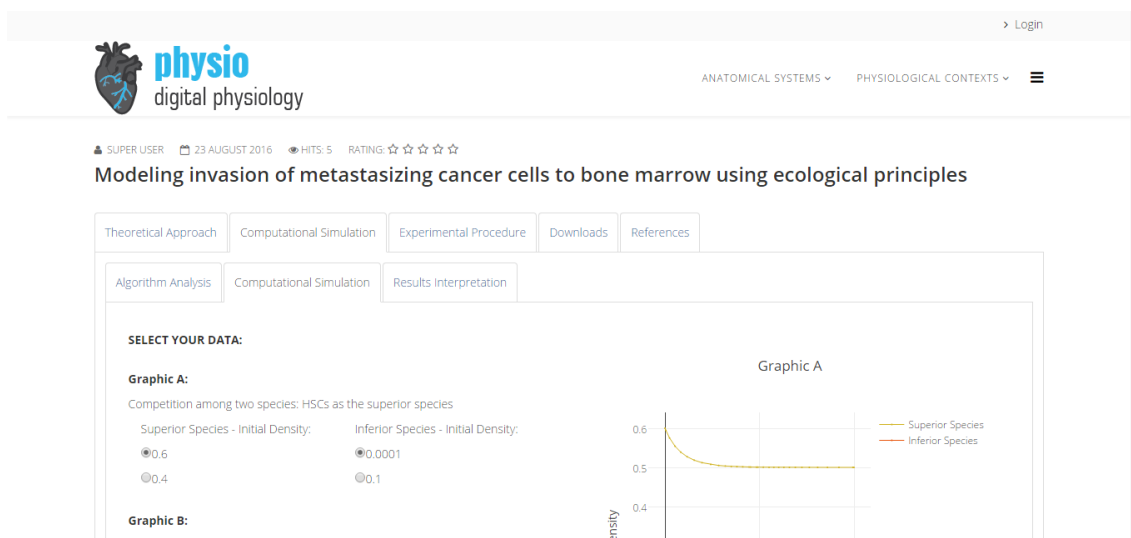 Login
physio
digital physiology
ANATOMICAL SYSTEMS
PHYSIOLOGICAL CONTEXTS
SUPER USER 23 AUGUST 2016 HITS: 5 RATING:
Modeling invasion of metastasizing cancer cells to bone marrow using ecological principles
Theoretical Approach
Computational Simulation
Experimental Procedure
Downloads
References
Algorithm Analysis
Computational Simulation
Results Interpretation
SELECT YOUR DATA:
Graphic A:
Competition among two species: HSCs as the superior species
Superior Species - Initial Density:
Inferior Species - Initial Density:
0.6
0.0001
0.4
0.1
Graphic B:
Graphic A
0.6
0.5
0.4
Superior Species
Inferior Species